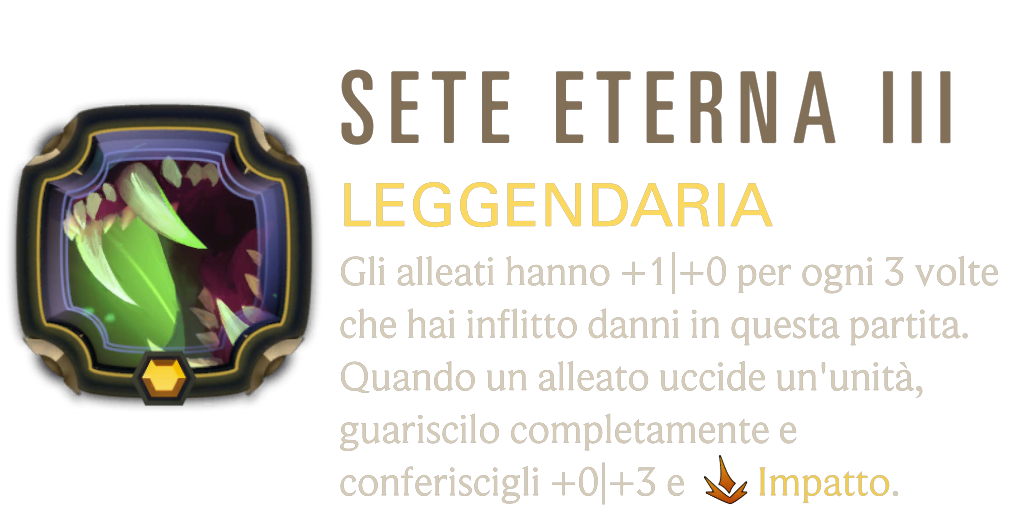 SETE ETERNA III
LEGGENDARIA
Gli alleati hanno +1|+0 per ogni 3 volte
che hai inflitto danni in questa partita.
Quando un alleato uccide un'unità,
guariscilo completamente e
conferiscigli +0|+3 e Impatto.